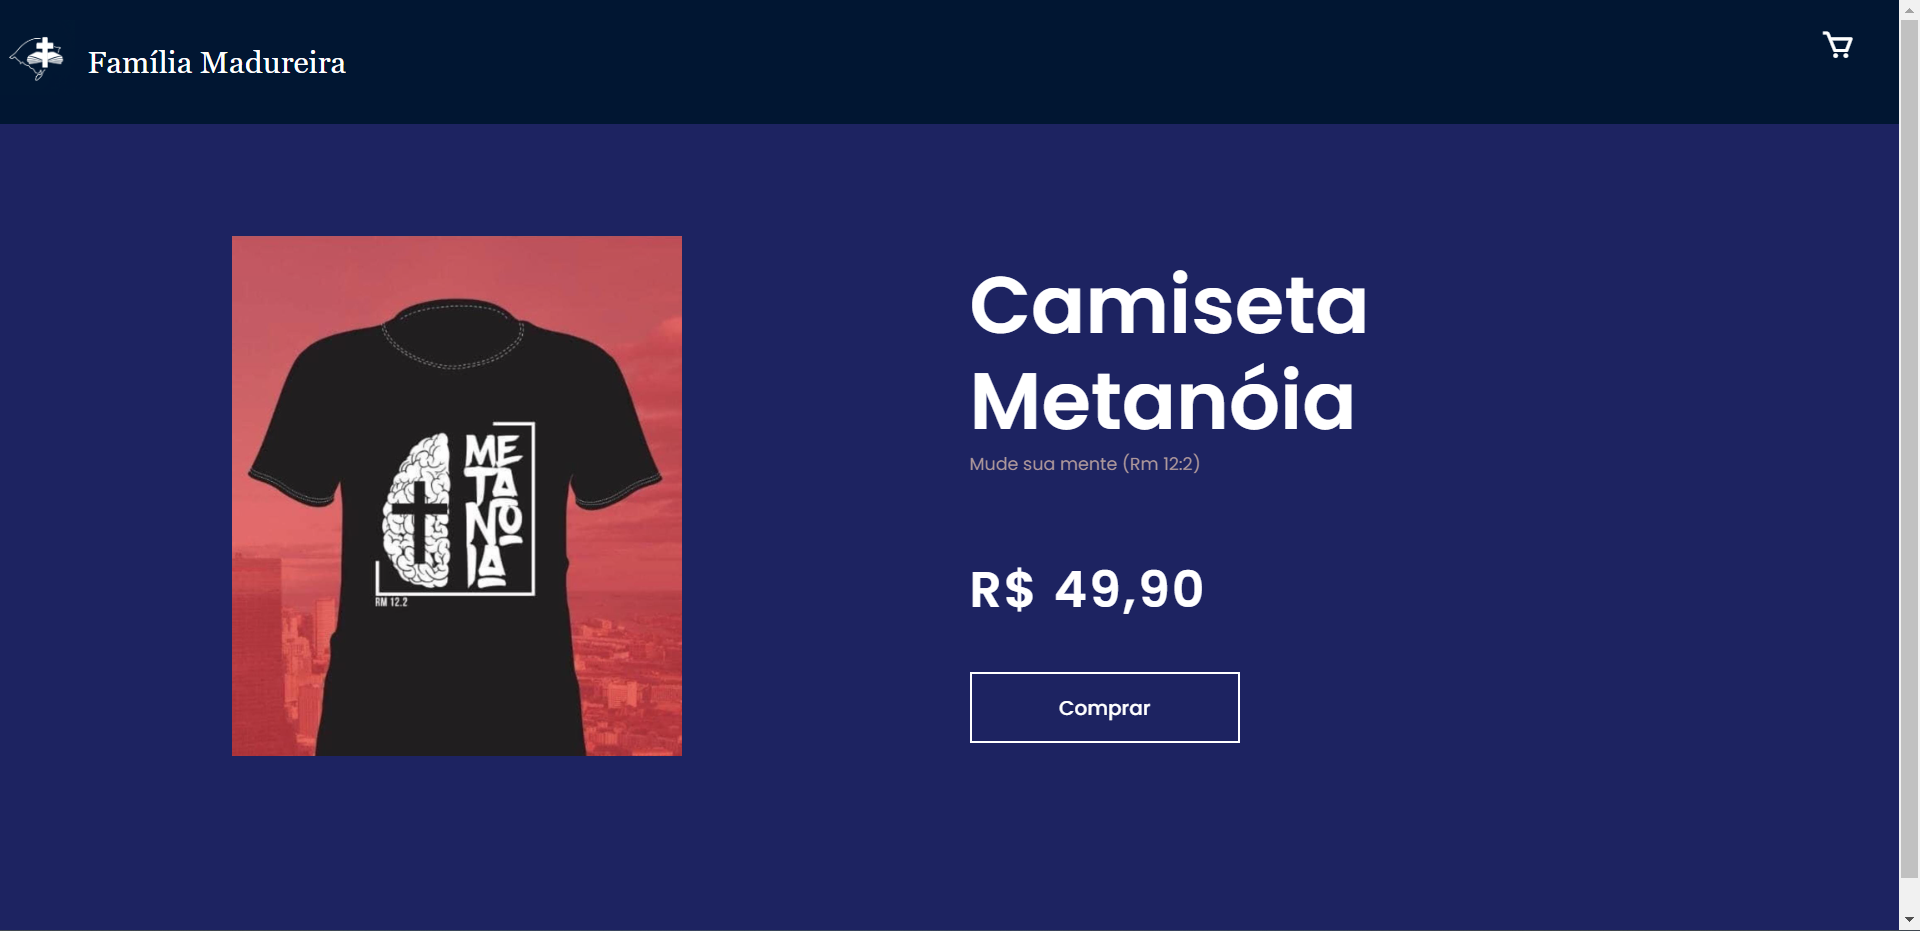 Família Madureira
Camiseta
Metanóia
Mude sua mente (Rm 12:2)
R$ 49,90
Comprar
ME
TA
NO
IA
RM 12.2